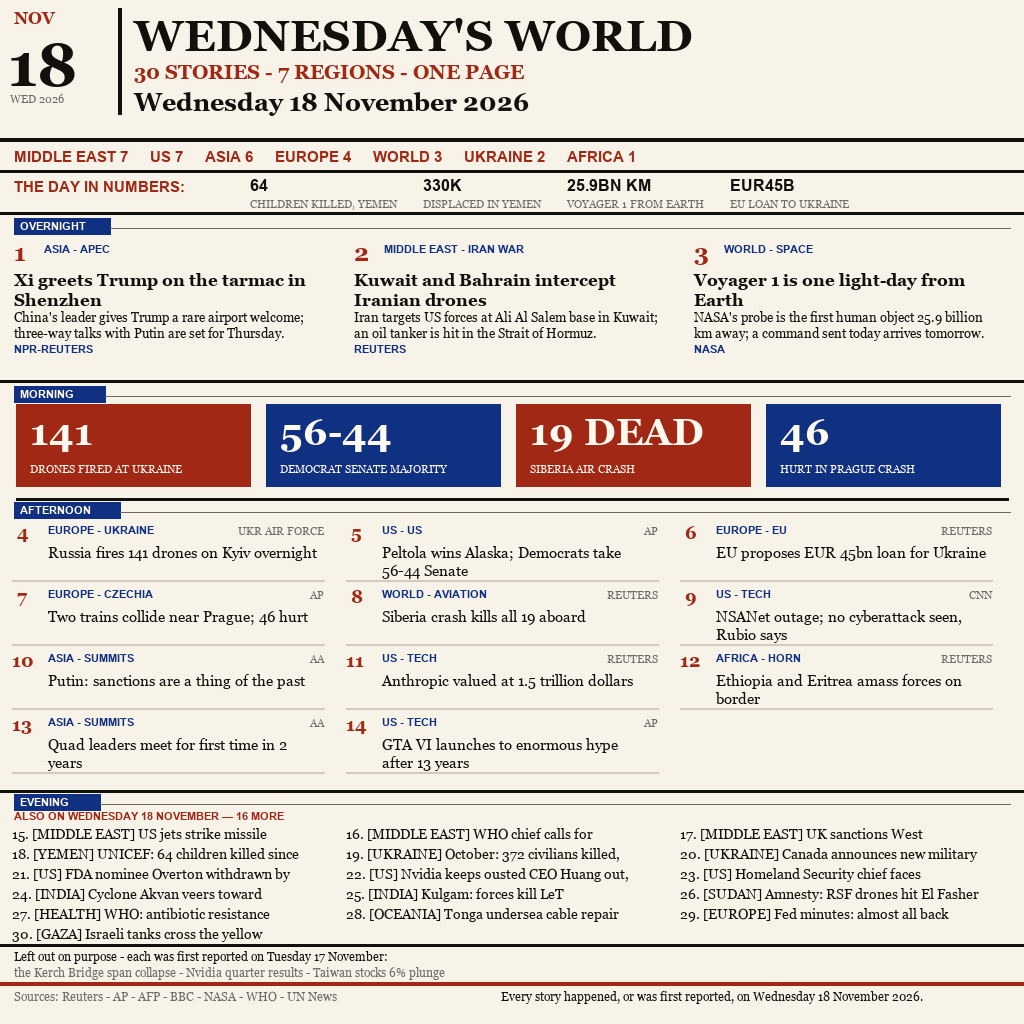 NOV
18
WED 2026
WEDNESDAY'S WORLD
30 STORIES - 7 REGIONS - ONE PAGE
Wednesday 18 November 2026
MIDDLE EAST 7 US 7 ASIA 6 EUROPE 4 WORLD 3 UKRAINE 2 AFRICA 1
THE DAY IN NUMBERS:
64
CHILDREN KILLED, YEMEN
330K
DISPLACED IN YEMEN
25.9BN KM
VOYAGER 1 FROM EARTH
EUR45B
EU LOAN TO UKRAINE
OVERNIGHT
1 ASIA - APEC
Xi greets Trump on the tarmac in
Shenzhen
China's leader gives Trump a rare airport welcome;
three-way talks with Putin are set for Thursday.
NPR-REUTERS
2 MIDDLE EAST - IRAN WAR
Kuwait and Bahrain intercept
Iranian drones
Iran targets US forces at Ali Al Salem base in Kuwait;
an oil tanker is hit in the Strait of Hormuz.
REUTERS
3 WORLD - SPACE
Voyager 1 is one light-day from
Earth
NASA's probe is the first human object 25.9 billion
km away; a command sent today arrives tomorrow.
NASA
MORNING
141
DRONES FIRED AT UKRAINE
56-44
DEMOCRAT SENATE MAJORITY
19 DEAD
SIBERIA AIR CRASH
46
HURT IN PRAGUE CRASH
AFTERNOON
4 EUROPE - UKRAINE UKR AIR FORCE
Russia fires 141 drones on Kyiv overnight
5 US - US AP
Peltola wins Alaska; Democrats take
56-44 Senate
6 EUROPE - EU REUTERS
EU proposes EUR 45bn loan for Ukraine
7 EUROPE - CZECHIA AP
Two trains collide near Prague; 46 hurt
8 WORLD - AVIATION REUTERS
Siberia crash kills all 19 aboard
9 US - TECH CNN
NSANet outage; no cyberattack seen,
Rubio says
10 ASIA - SUMMITS AA
Putin: sanctions are a thing of the past
11 US - TECH REUTERS
Anthropic valued at 1.5 trillion dollars
12 AFRICA - HORN REUTERS
Ethiopia and Eritrea amass forces on
border
13 ASIA - SUMMITS AA
Quad leaders meet for first time in 2
years
14 US - TECH AP
GTA VI launches to enormous hype
after 13 years
EVENING
ALSO ON WEDNESDAY 18 NOVEMBER — 16 MORE
15. [MIDDLE EAST] US jets strike missile
16. [MIDDLE EAST] WHO chief calls for
17. [MIDDLE EAST] UK sanctions West
18. [YEMEN] UNICEF: 64 children killed since
19. [UKRAINE] October: 372 civilians killed,
20. [UKRAINE] Canada announces new military
21. [US] FDA nominee Overton withdrawn by
22. [US] Nvidia keeps ousted CEO Huang out,
23. [US] Homeland Security chief faces
24. [INDIA] Cyclone Akvan veers toward
25. [INDIA] Kulgam: forces kill LeT
26. [SUDAN] Amnesty: RSF drones hit El Fasher
27. [HEALTH] WHO: antibiotic resistance
28. [OCEANIA] Tonga undersea cable repair
29. [EUROPE] Fed minutes: almost all back
30. [GAZA] Israeli tanks cross the yellow
Left out on purpose - each was first reported on Tuesday 17 November:
the Kerch Bridge span collapse - Nvidia quarter results - Taiwan stocks 6% plunge
Sources: Reuters - AP - AFP - BBC - NASA - WHO - UN News
Every story happened, or was first reported, on Wednesday 18 November 2026.